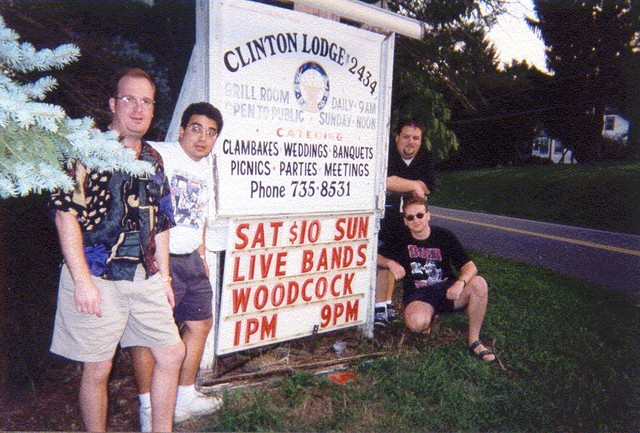 CLINTON LODGE 2434
GRILL ROOM DAILY 9AM
OPEN TO PUBLIC SUNDAY NOON
CATERING
CLAMBAKES WEDDINGS BANQUETS
PICNICS PARTIES MEETINGS
Phone 735-8531
SAT $10 SUN
LIVE BANDS
WOODCOCK
1PM 9PM